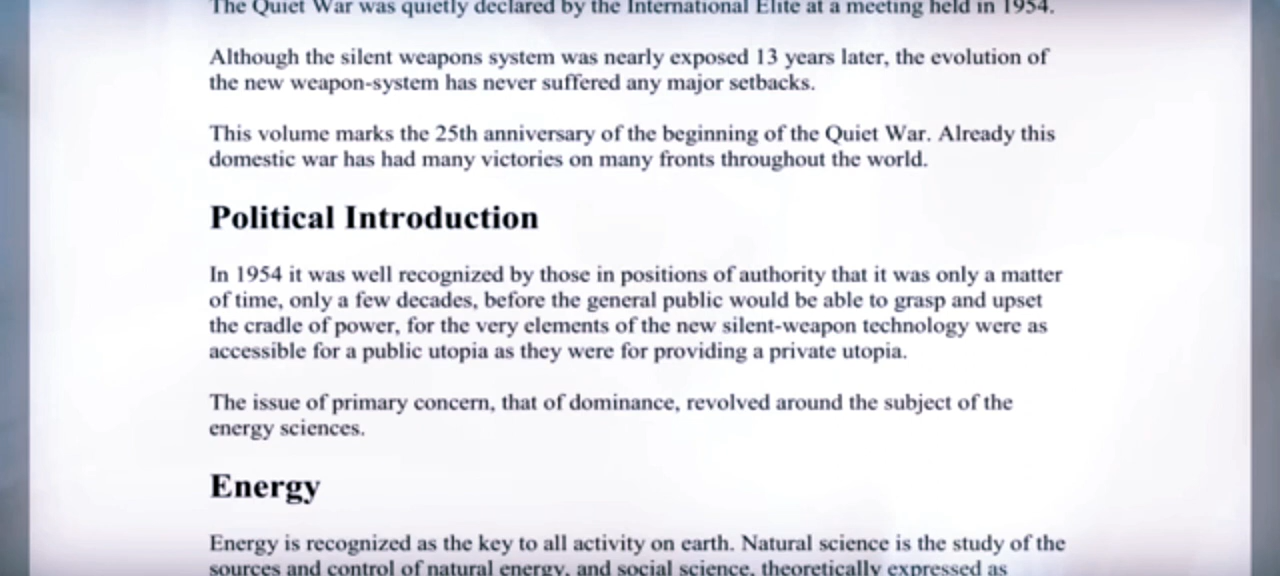 The Quiet War was quietly declared by the International Elite at a meeting held in 1954.
Although the silent weapons system was nearly exposed 13 years later, the evolution of
the new weapon-system has never suffered any major setbacks.
This volume marks the 25th anniversary of the beginning of the Quiet War. Already this
domestic war has had many victories on many fronts throughout the world.
Political Introduction
In 1954 it was well recognized by those in positions of authority that it was only a matter
of time, only a few decades, before the general public would be able to grasp and upset
the cradle of power, for the very elements of the new silent-weapon technology were as
accessible for a public utopia as they were for providing a private utopia.
The issue of primary concern, that of dominance, revolved around the subject of the
energy sciences.
Energy
Energy is recognized as the key to all activity on earth. Natural science is the study of the
sources and control of natural energy, and social science, theoretically expressed as